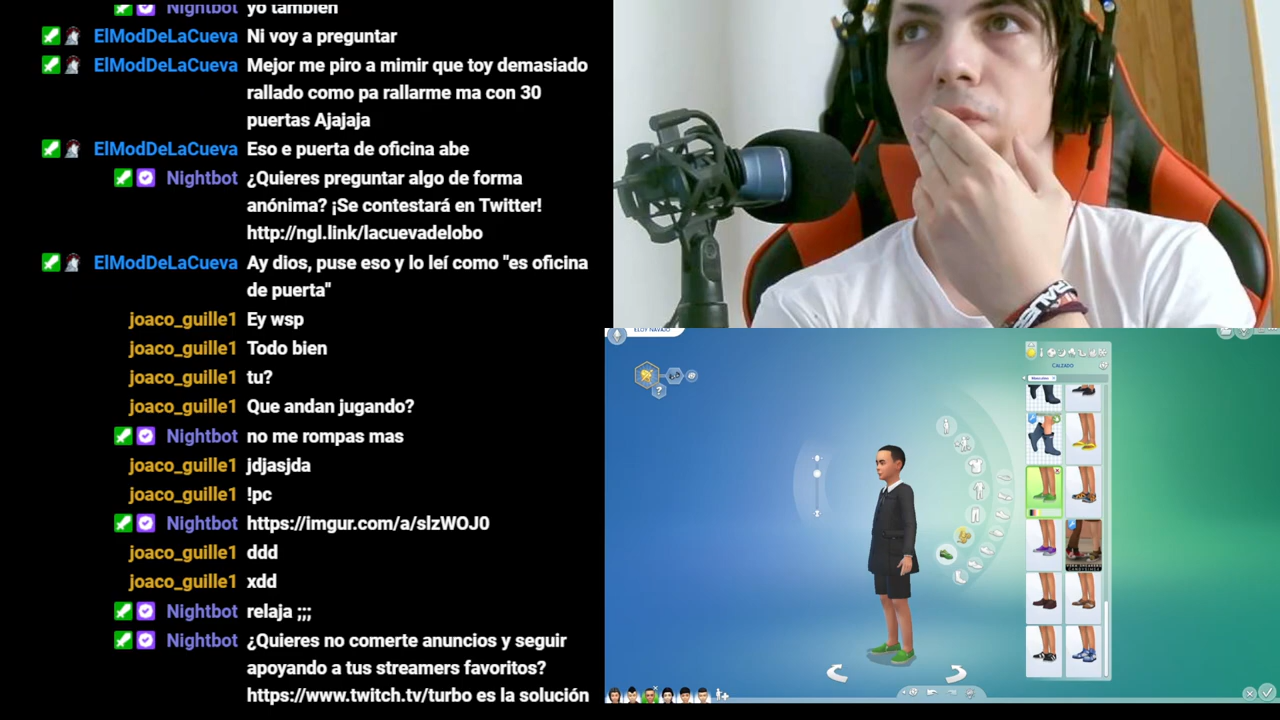 Nightbot yo también
ElModDeLaCueva Ni voy a preguntar
ElModDeLaCueva Mejor me piro a mimir que toy demasiado
rallado como pa rallarme ma con 30
puertas Ajajaja
ElModDeLaCueva Eso e puerta de oficina abe
Nightbot ¿Quieres preguntar algo de forma
anónima? ¡Se contestará en Twitter!
http://ngl.link/lacuevadelobo
ElModDeLaCueva Ay dios, puse eso y lo leí como "es oficina
de puerta"
joaco_guille1 Ey wsp
joaco_guille1 Todo bien
joaco_guille1 tu?
joaco_guille1 Que andan jugando?
Nightbot no me rompas mas
joaco_guille1 jdjasjda
joaco_guille1 !pc
Nightbot https://imgur.com/a/slzWOJ0
joaco_guille1 ddd
joaco_guille1 xdd
Nightbot relaja ;;;
Nightbot ¿Quieres no comerte anuncios y seguir
apoyando a tus streamers favoritos?
https://www.twitch.tv/turbo es la solución
ELOY NAVAJO
?
CALZADO